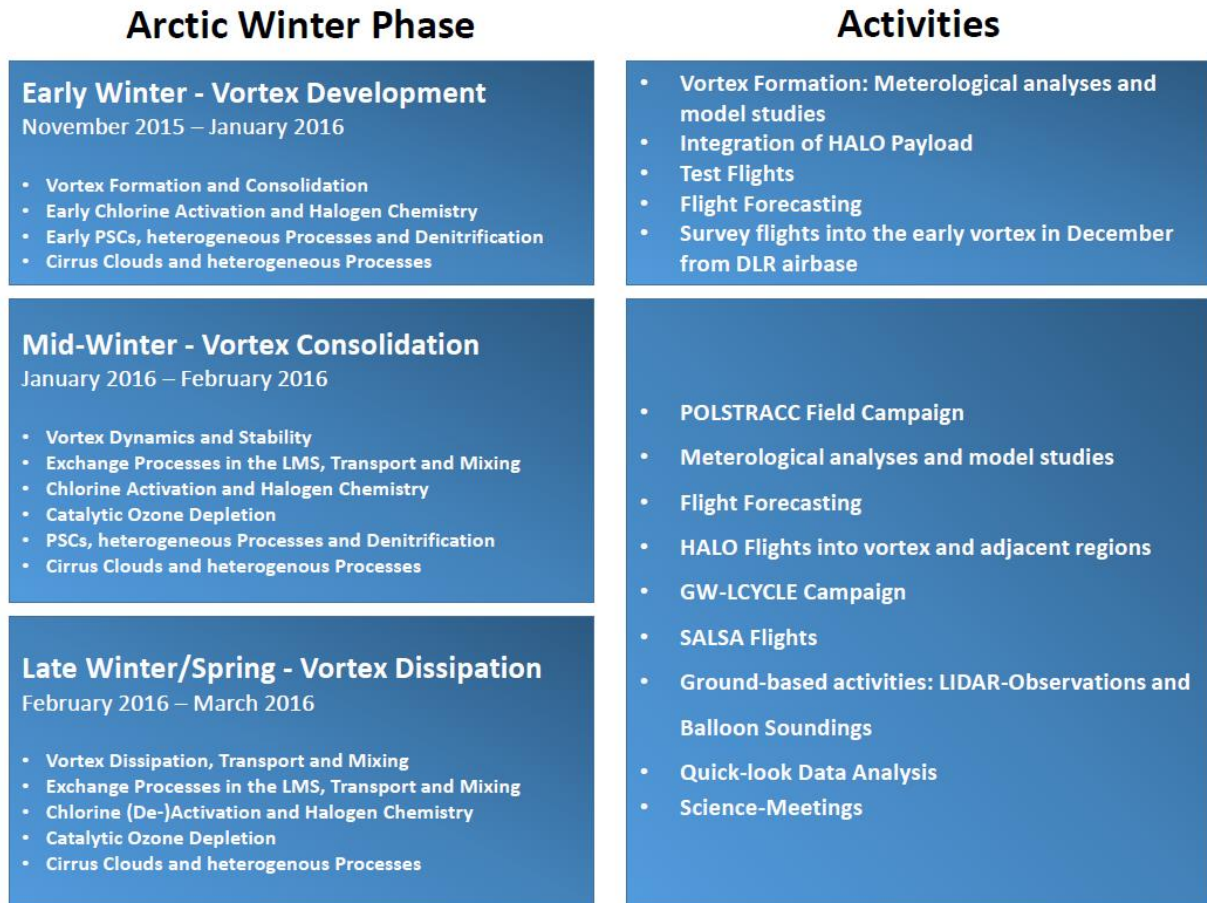 Arctic Winter Phase
Early Winter - Vortex Development
November 2015 – January 2016
• Vortex Formation and Consolidation
• Early Chlorine Activation and Halogen Chemistry
• Early PSCs, heterogeneous Processes and Denitrification
• Cirrus Clouds and heterogeneous Processes
Mid-Winter - Vortex Consolidation
January 2016 – February 2016
• Vortex Dynamics and Stability
• Exchange Processes in the LMS, Transport and Mixing
• Chlorine Activation and Halogen Chemistry
• Catalytic Ozone Depletion
• PSCs, heterogeneous Processes and Denitrification
• Cirrus Clouds and heterogenous Processes
Late Winter/Spring - Vortex Dissipation
February 2016 – March 2016
• Vortex Dissipation, Transport and Mixing
• Exchange Processes in the LMS, Transport and Mixing
• Chlorine (De-)Activation and Halogen Chemistry
• Catalytic Ozone Depletion
• Cirrus Clouds and heterogenous Processes
Activities
• Vortex Formation: Meterological analyses and
model studies
• Integration of HALO Payload
• Test Flights
• Flight Forecasting
• Survey flights into the early vortex in December
from DLR airbase
• POLSTRACC Field Campaign
• Meterological analyses and model studies
• Flight Forecasting
• HALO Flights into vortex and adjacent regions
• GW-LCYCLE Campaign
• SALSA Flights
• Ground-based activities: LIDAR-Observations and
Balloon Soundings
• Quick-look Data Analysis
• Science-Meetings